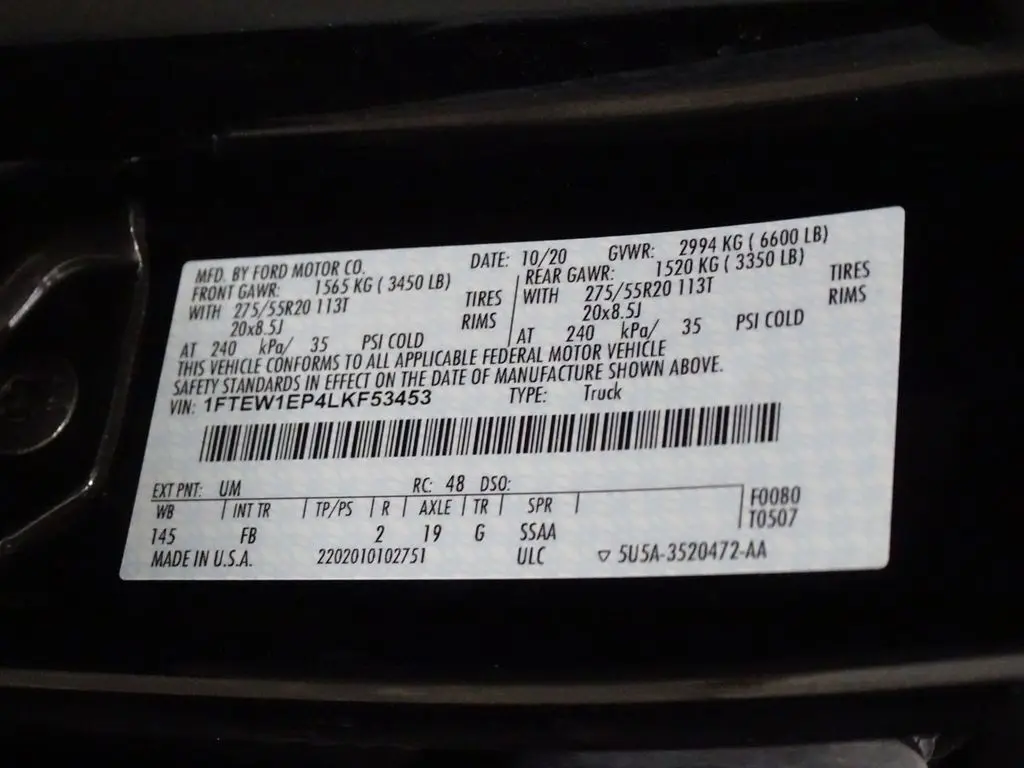 MFD. BY FORD MOTOR CO. DATE: 10/20 GVWR: 2994 KG ( 6600 LB)
FRONT GAWR: 1565 KG ( 3450 LB) REAR GAWR: 1520 KG ( 3350 LB)
WITH 275/55R20 113T TIRES WITH 275/55R20 113T TIRES
20x8.5J RIMS 20x8.5J RIMS
AT 240 kPa/ 35 PSI COLD AT 240 kPa/ 35 PSI COLD
THIS VEHICLE CONFORMS TO ALL APPLICABLE FEDERAL MOTOR VEHICLE
SAFETY STANDARDS IN EFFECT ON THE DATE OF MANUFACTURE SHOWN ABOVE.
VIN: 1FTEW1EP4LKF53453 TYPE: Truck
EXT PNT: UM RC: 48 DSO:
WB INT TR TP/PS R AXLE TR SPR F0080
T0507
145 FB 2 19 G SSAA
MADE IN U.S.A. 2202010102751 ULC ▽ 5U5A-3520472-AA